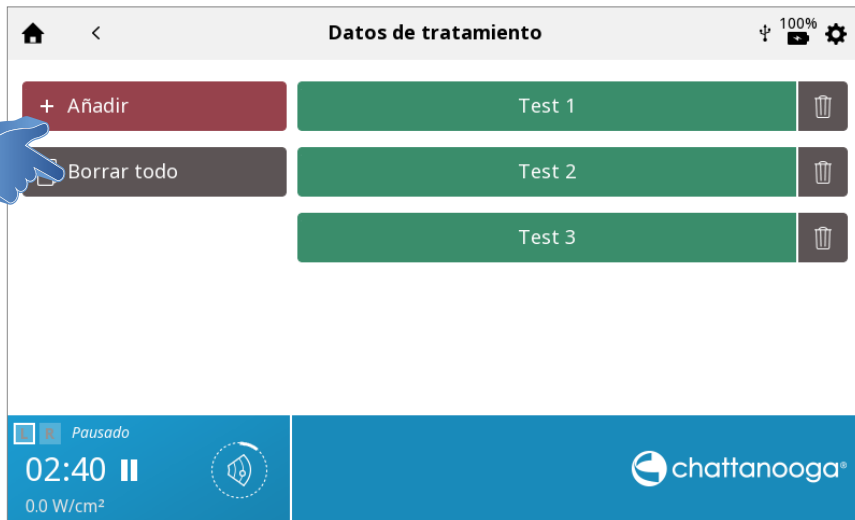 < Datos de tratamiento 100%
+ Añadir
Borrar todo
Test 1
Test 2
Test 3
R Pausado
02:40
0.0 W/cm²
chattanooga®